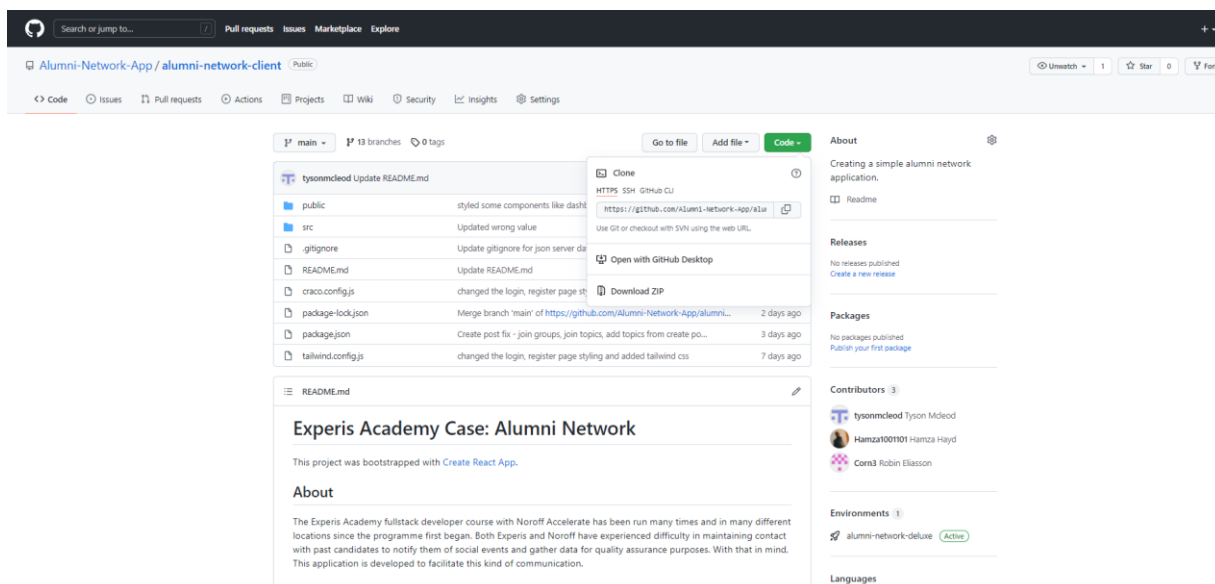 Search or jump to... / Pull requests Issues Marketplace Explore +
Alumni-Network-App / alumni-network-client Public Unwatch 1 Star 0 For
Code Issues Pull requests Actions Projects Wiki Security Insights Settings
main 13 branches 0 tags Go to file Add file Code
tysonmcleod Update README.md
public styled some components like dashb
src Updated wrong value
.gitignore Update gitignore for json server da
README.md Update README.md
craco.config.js changed the login, register page sty
package-lock.json Merge branch 'main' of https://github.com/Alumni-Network-App/alumni... 2 days ago
package.json Create post fix - join groups, join topics, add topics from create po... 3 days ago
tailwind.config.js changed the login, register page styling and added tailwind css 7 days ago
Clone
HTTPS SSH GitHub CLI
https://github.com/Alumni-Network-App/alu
Use Git or checkout with SVN using the web URL.
Open with GitHub Desktop
Download ZIP
README.md
Experis Academy Case: Alumni Network
This project was bootstrapped with Create React App.
About
The Experis Academy fullstack developer course with Noroff Accelerate has been run many times and in many different
locations since the programme first began. Both Experis and Noroff have experienced difficulty in maintaining contact
with past candidates to notify them of social events and gather data for quality assurance purposes. With that in mind,
This application is developed to facilitate this kind of communication.
About
Creating a simple alumni network
application.
Readme
Releases
No releases published
Create a new release
Packages
No packages published
Publish your first package
Contributors 3
tysonmcleod Tyson Mcleod
Hamza1001101 Hamza Hayd
Corn3 Robin Eliasson
Environments 1
alumni-network-deluxe Active
Languages